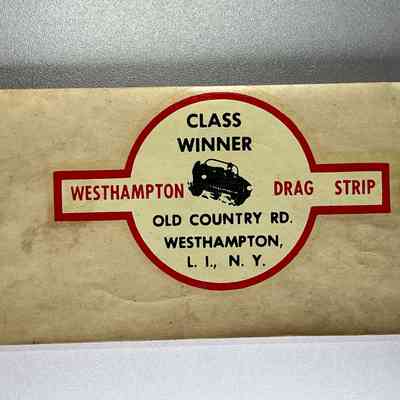 CLASS
WINNER
WESTHAMPTON DRAG STRIP
OLD COUNTRY RD.
WESTHAMPTON,
L. I., N. Y.